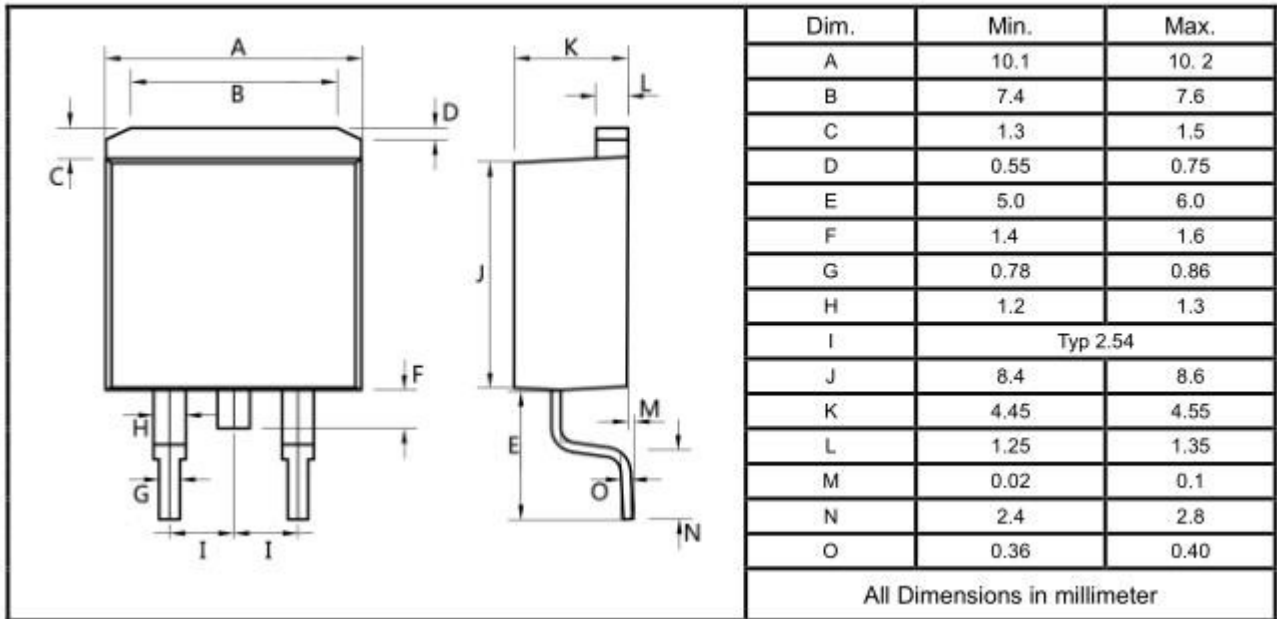 A
B
C
D
K
L
J
F
H
G
I I
E
M
O
N
Dim. Min. Max.
A 10.1 10. 2
B 7.4 7.6
C 1.3 1.5
D 0.55 0.75
E 5.0 6.0
F 1.4 1.6
G 0.78 0.86
H 1.2 1.3
I Typ 2.54
J 8.4 8.6
K 4.45 4.55
L 1.25 1.35
M 0.02 0.1
N 2.4 2.8
O 0.36 0.40
All Dimensions in millimeter